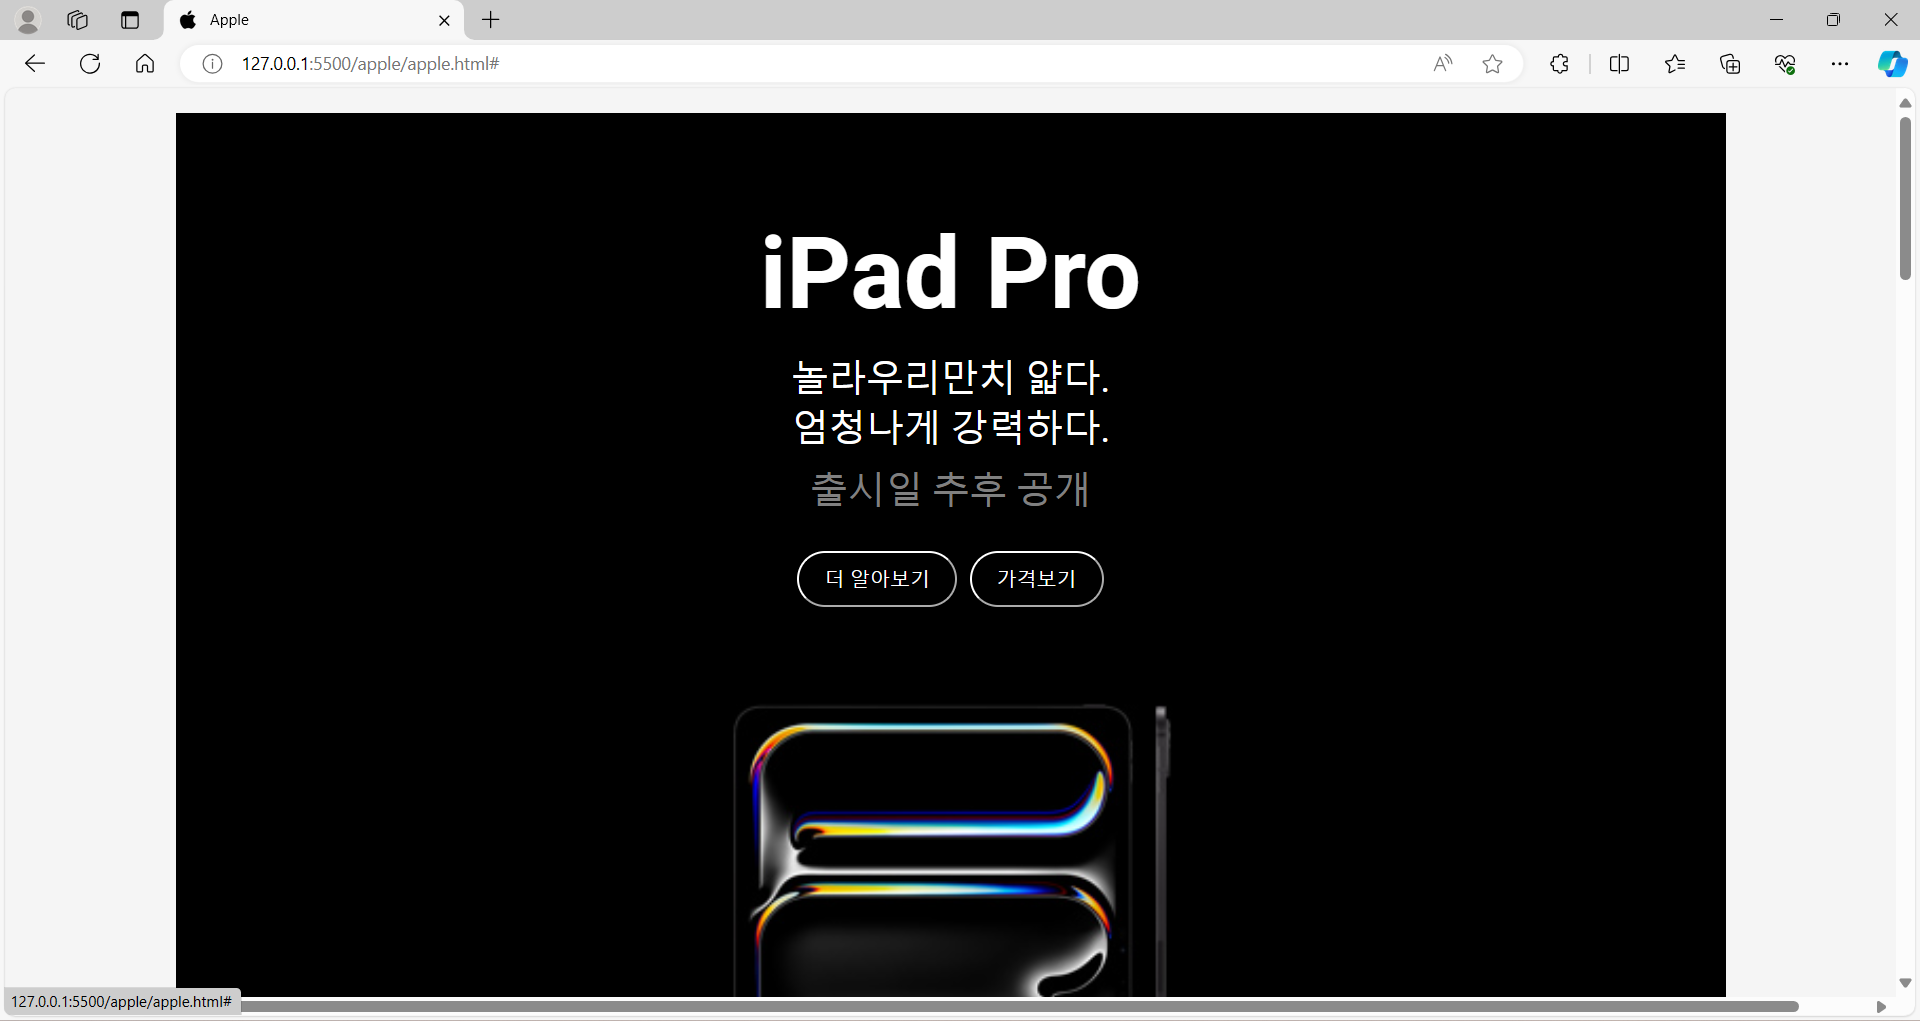 Apple
127.0.0.1:5500/apple/apple.html#
iPad Pro
놀라우리만치 얇다.
엄청나게 강력하다.
출시일 추후 공개
더 알아보기
가격보기
127.0.0.1:5500/apple/apple.html#